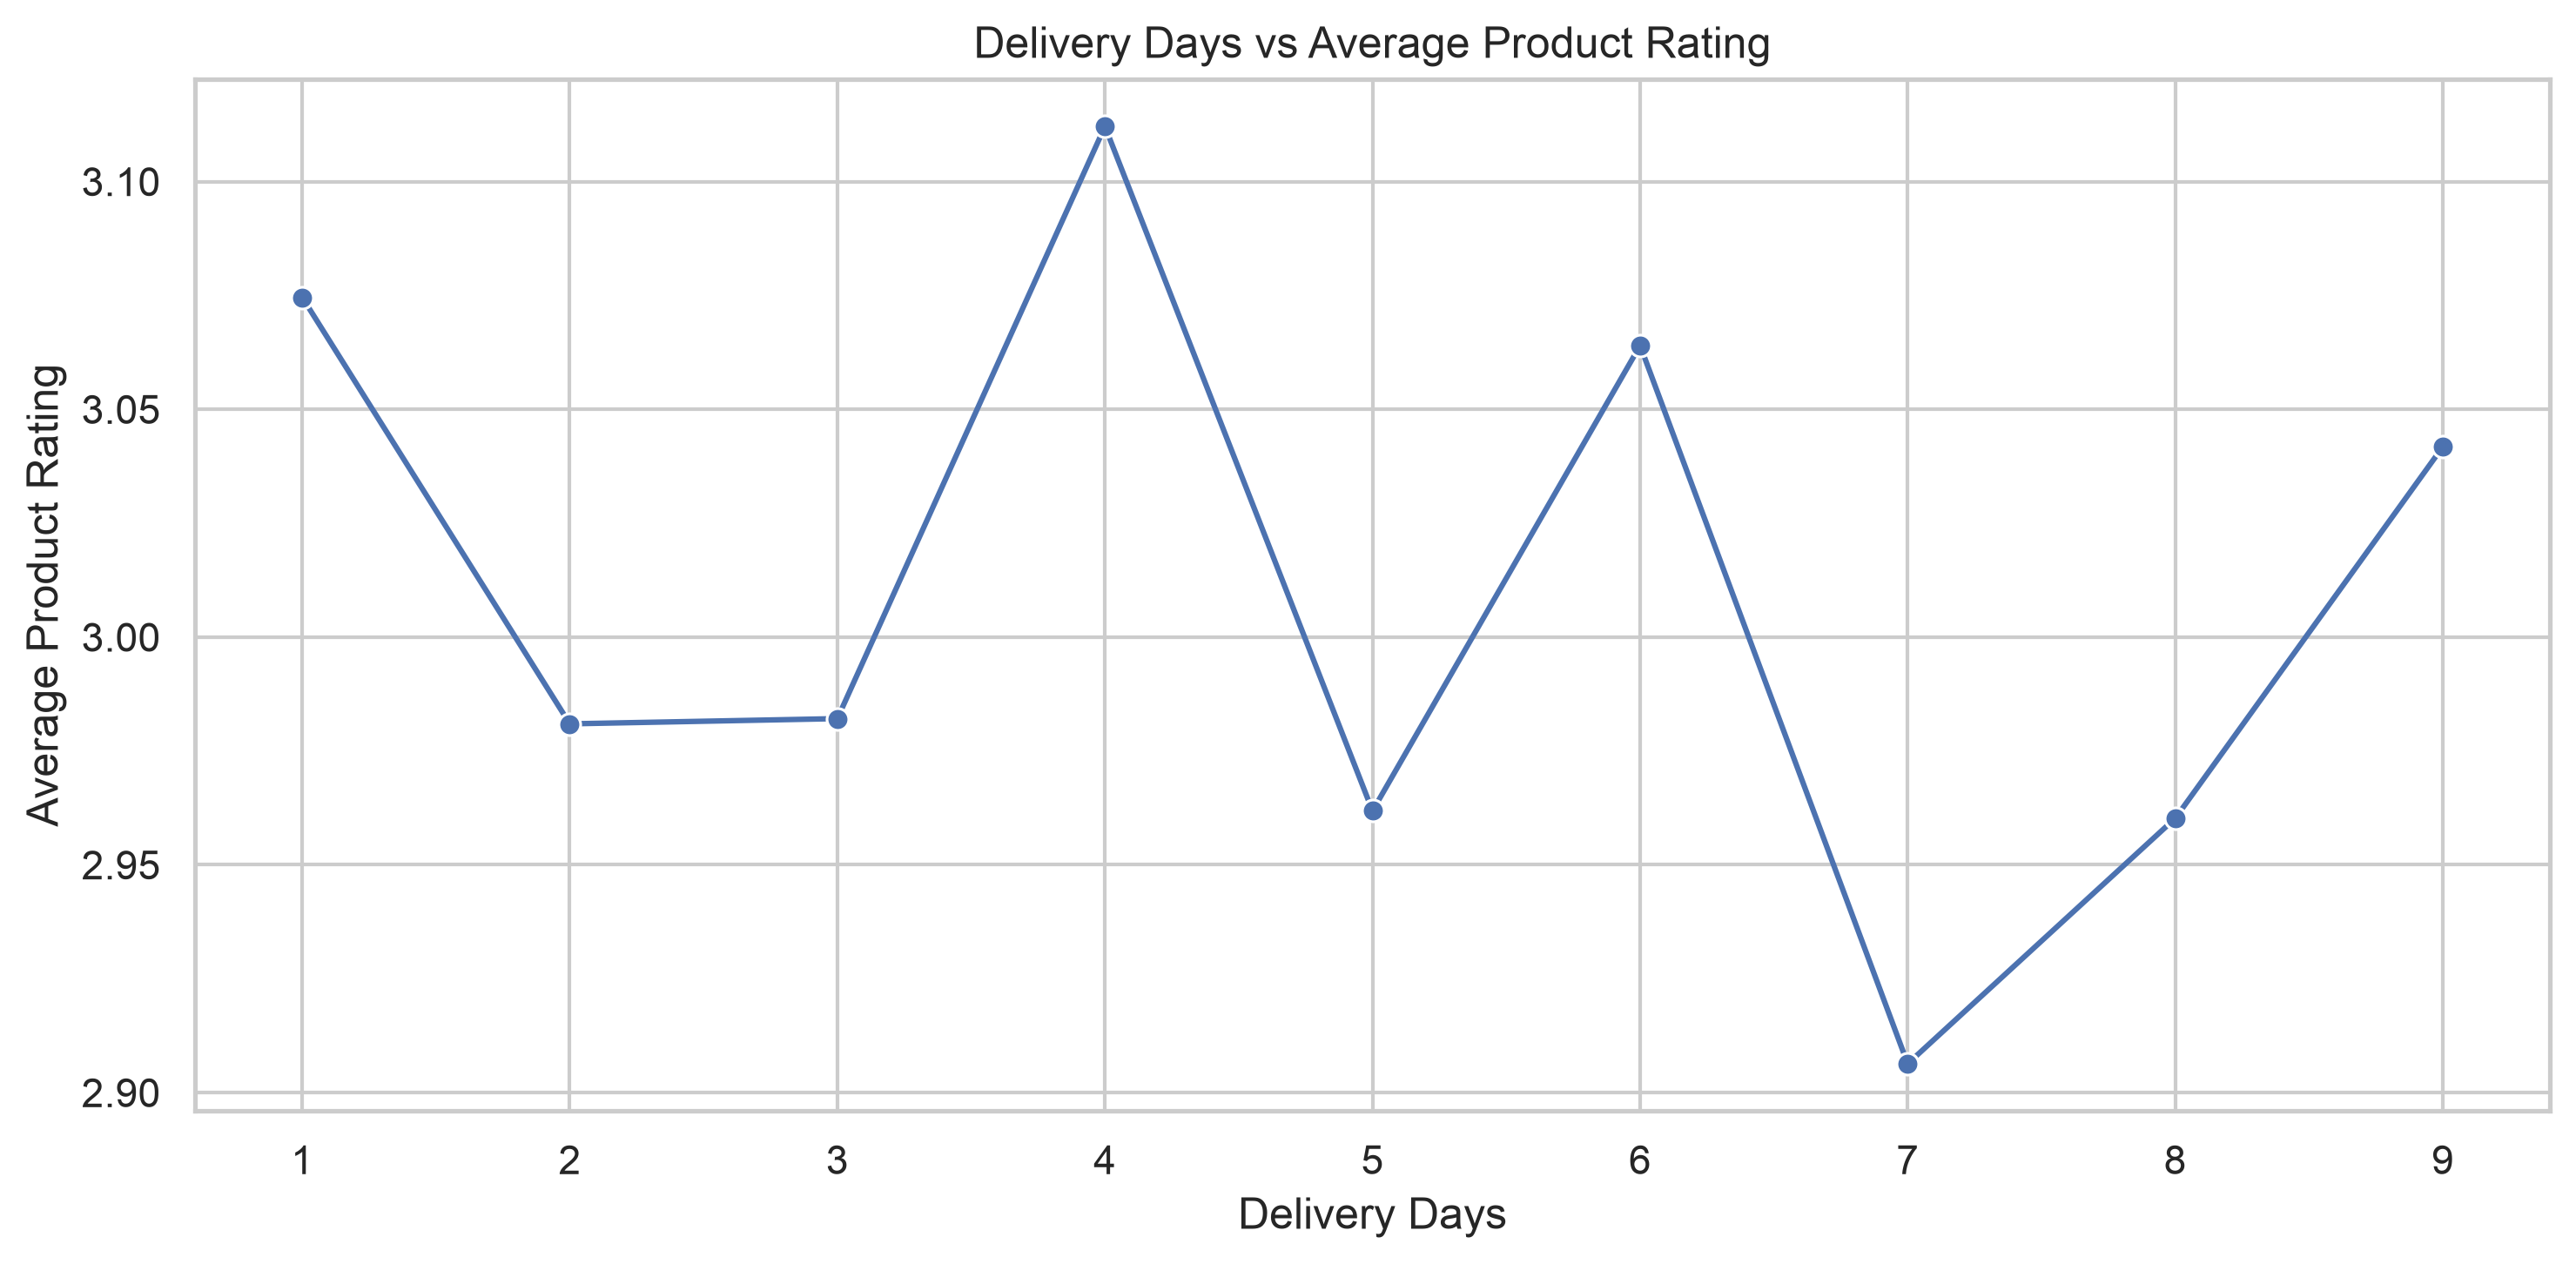 Delivery Days vs Average Product Rating
Average Product Rating
3.10
3.05
3.00
2.95
2.90
1 2 3 4 5 6 7 8 9
Delivery Days